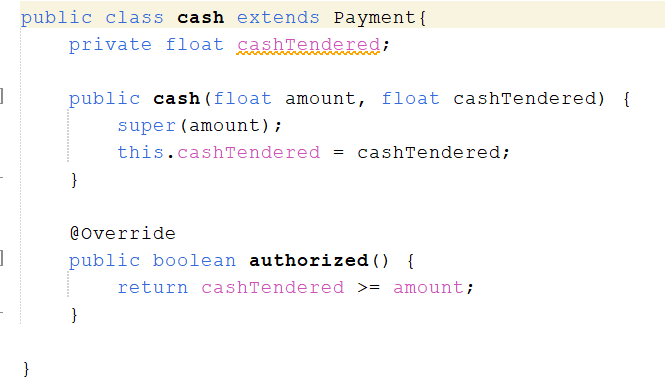 public class cash extends Payment{
    private float cashTendered;
    public cash(float amount, float cashTendered) {
        super(amount);
        this.cashTendered = cashTendered;
    }
    @Override
    public boolean authorized() {
        return cashTendered >= amount;
    }
}